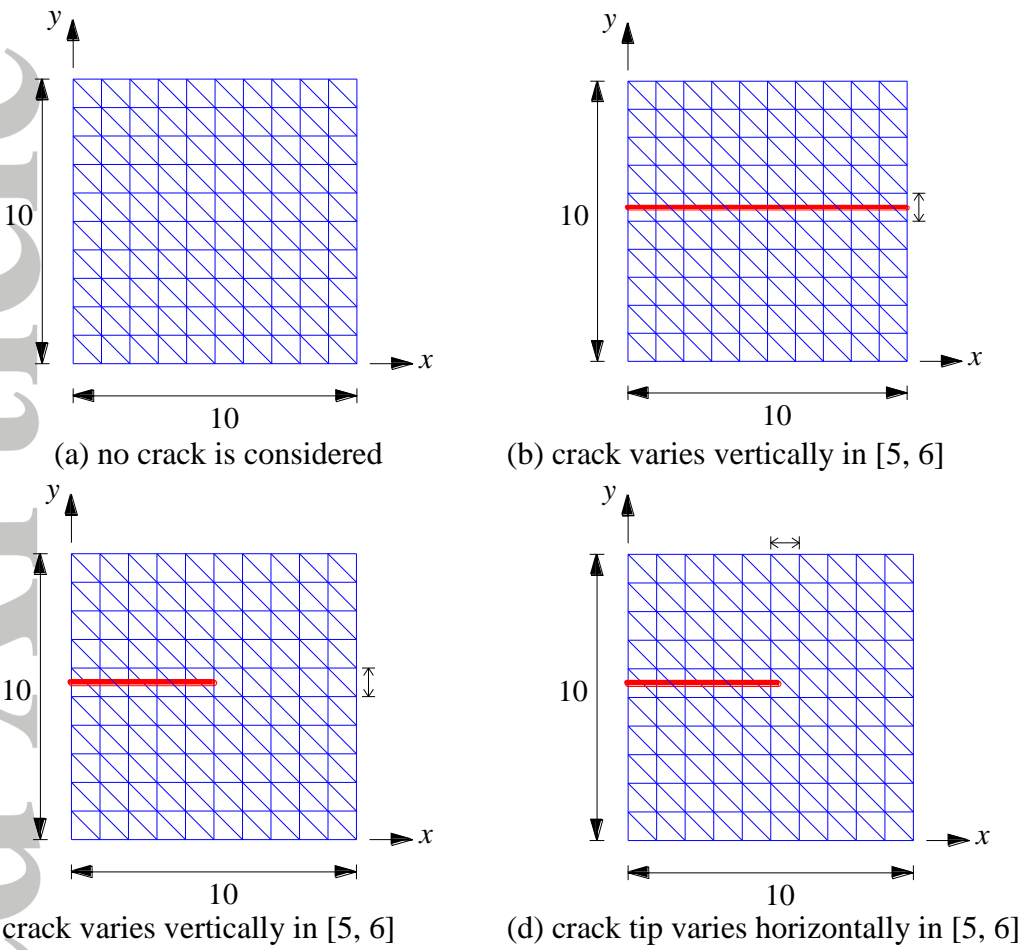 y
10
x
10
(a) no crack is considered
y
10
x
10
(b) crack varies vertically in [5, 6]
y
10
x
10
crack varies vertically in [5, 6]
y
10
x
10
(d) crack tip varies horizontally in [5, 6]